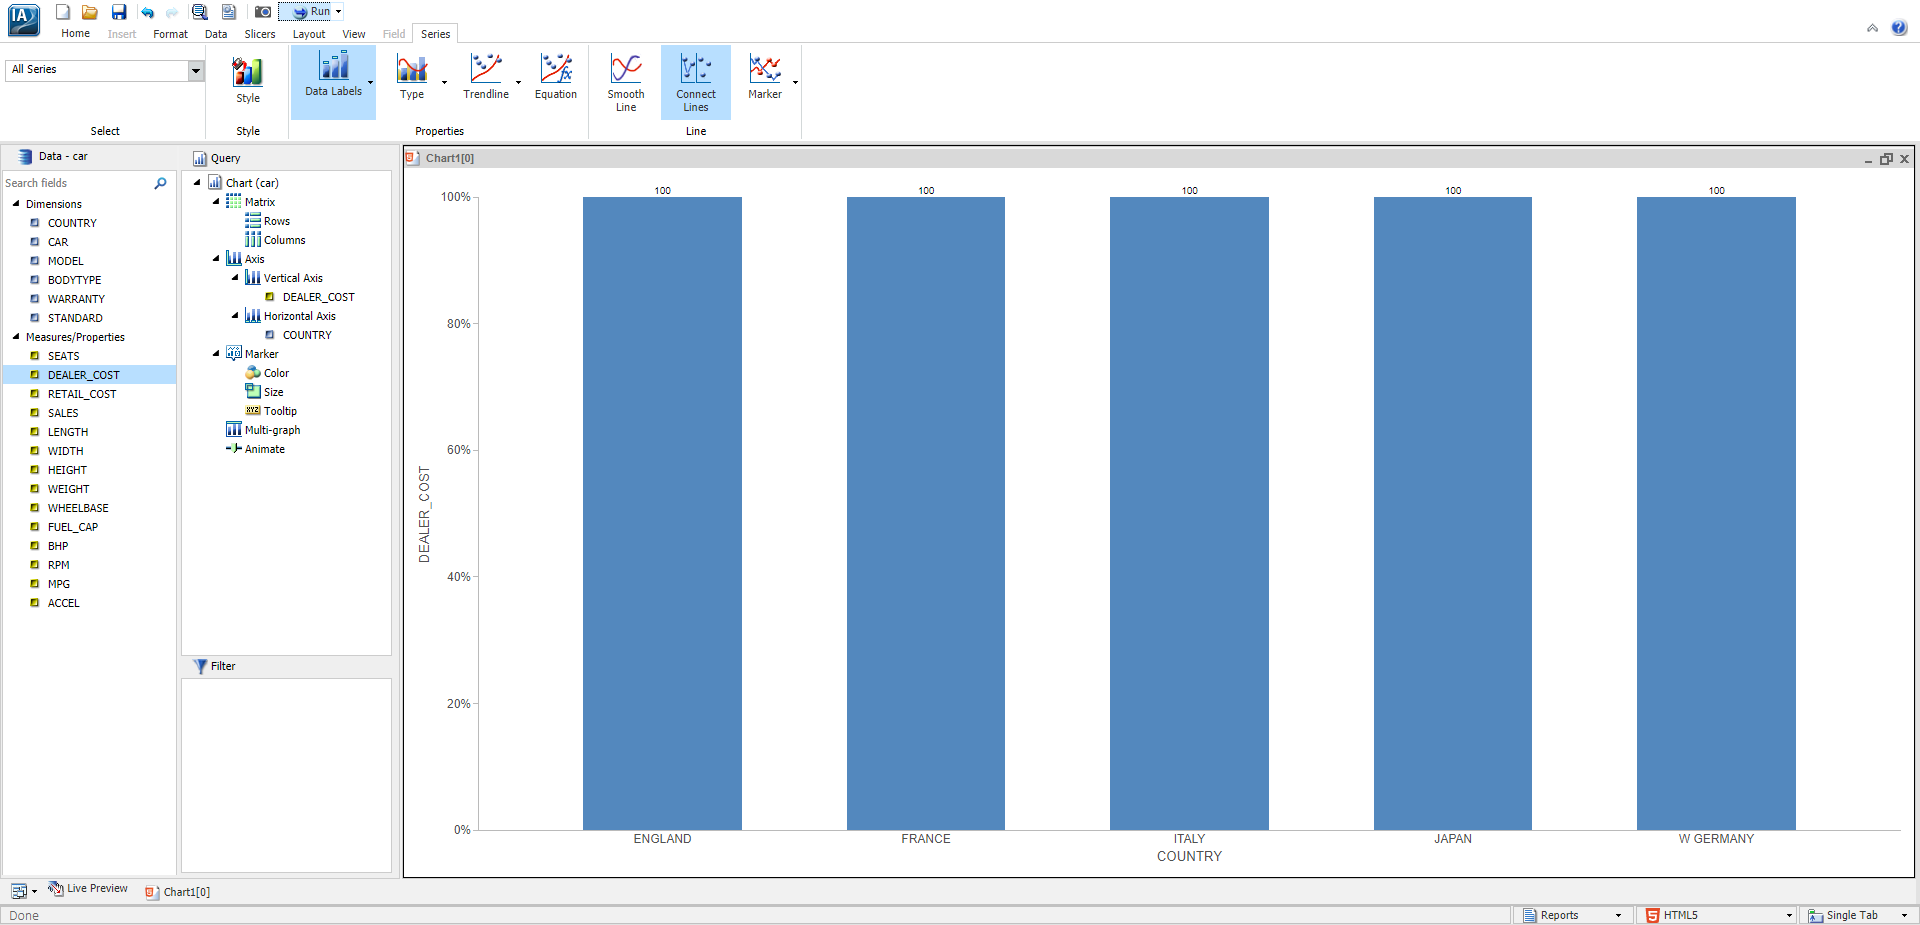 IA
Run
Home Insert Format Data Slicers Layout View Field Series
All Series
Style
Data Labels
Type
Trendline
Equation
Smooth Line
Connect Lines
Marker
Select
Style
Properties
Line
Data - car
Search fields
Dimensions
COUNTRY
CAR
MODEL
BODYTYPE
WARRANTY
STANDARD
Measures/Properties
SEATS
DEALER_COST
RETAIL_COST
SALES
LENGTH
WIDTH
HEIGHT
WEIGHT
WHEELBASE
FUEL_CAP
BHP
RPM
MPG
ACCEL
Query
Chart (car)
Matrix
Rows
Columns
Axis
Vertical Axis
DEALER_COST
Horizontal Axis
COUNTRY
Marker
Color
Size
XYZ Tooltip
Multi-graph
Animate
Filter
Chart1[0]
100 100 100 100 100
100%
80%
60%
40%
20%
0%
DEALER_COST
ENGLAND FRANCE ITALY JAPAN W GERMANY
COUNTRY
Live Preview
Chart1[0]
Done
Reports
HTML5
Single Tab